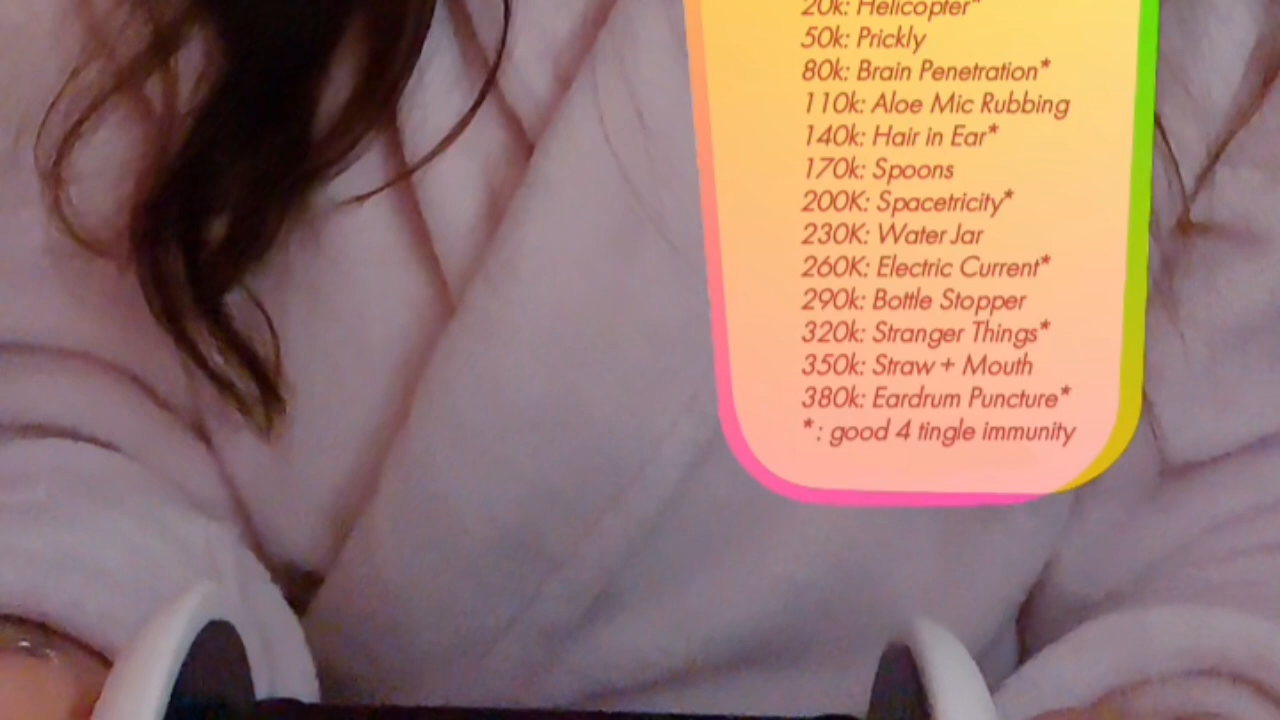 20k: Helicopter*
50k: Prickly
80k: Brain Penetration*
110k: Aloe Mic Rubbing
140k: Hair in Ear*
170k: Spoons
200K: Spacetricity*
230K: Water Jar
260K: Electric Current*
290k: Bottle Stopper
320k: Stranger Things*
350k: Straw + Mouth
380k: Eardrum Puncture*
*: good 4 tingle immunity